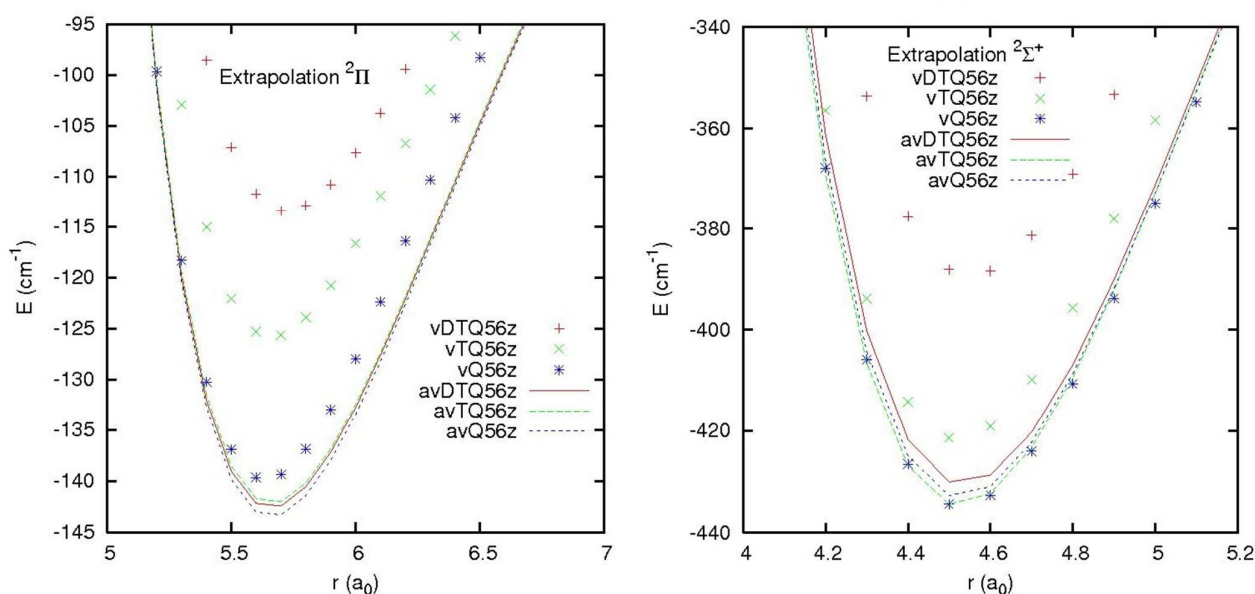 -95
-100
-105
-110
-115
-120
-125
-130
-135
-140
-145
E (cm⁻¹)
Extrapolation ²Π
vDTQ56z
vTQ56z
vQ56z
avDTQ56z
avTQ56z
avQ56z
5
5.5
6
6.5
7
r (a₀)
-340
-360
-380
-400
-420
-440
E (cm⁻¹)
Extrapolation ²Σ⁺
vDTQ56z
vTQ56z
vQ56z
avDTQ56z
avTQ56z
avQ56z
4
4.2
4.4
4.6
4.8
5
5.2
r (a₀)